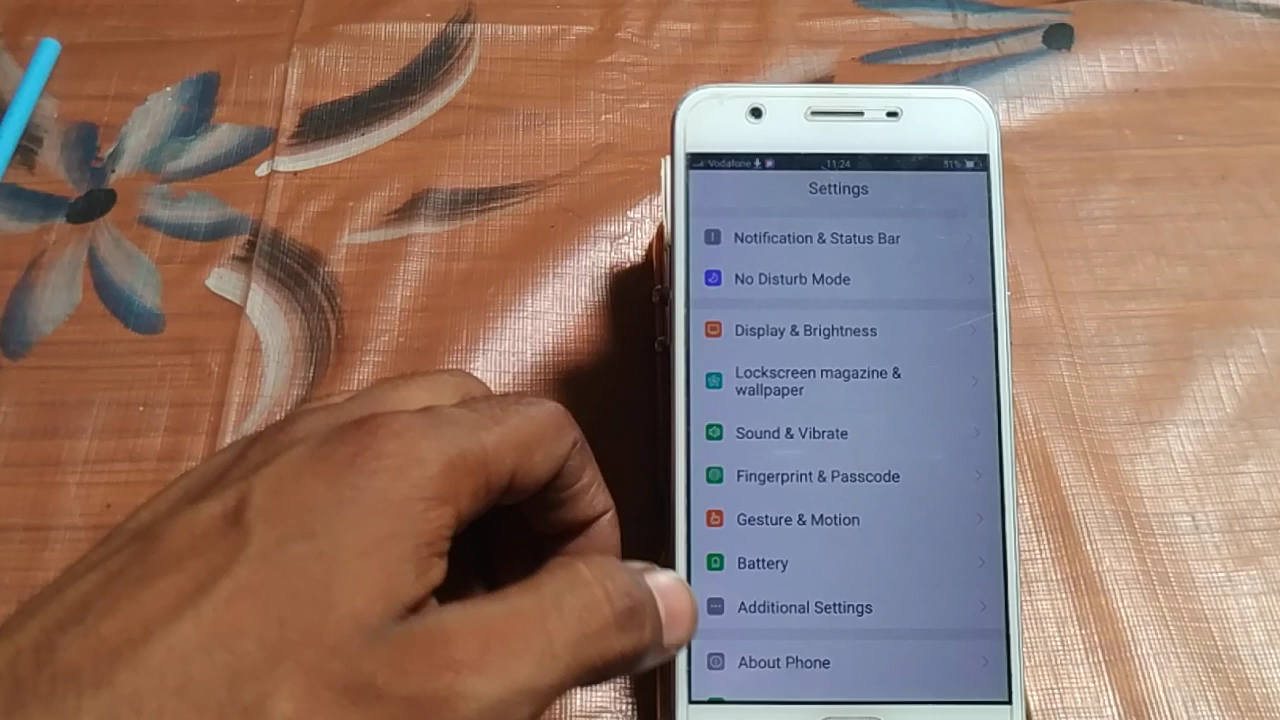 Vodafone 11:24 51%
Settings
Notification & Status Bar
No Disturb Mode
Display & Brightness
Lockscreen magazine &
wallpaper
Sound & Vibrate
Fingerprint & Passcode
Gesture & Motion
Battery
Additional Settings
About Phone